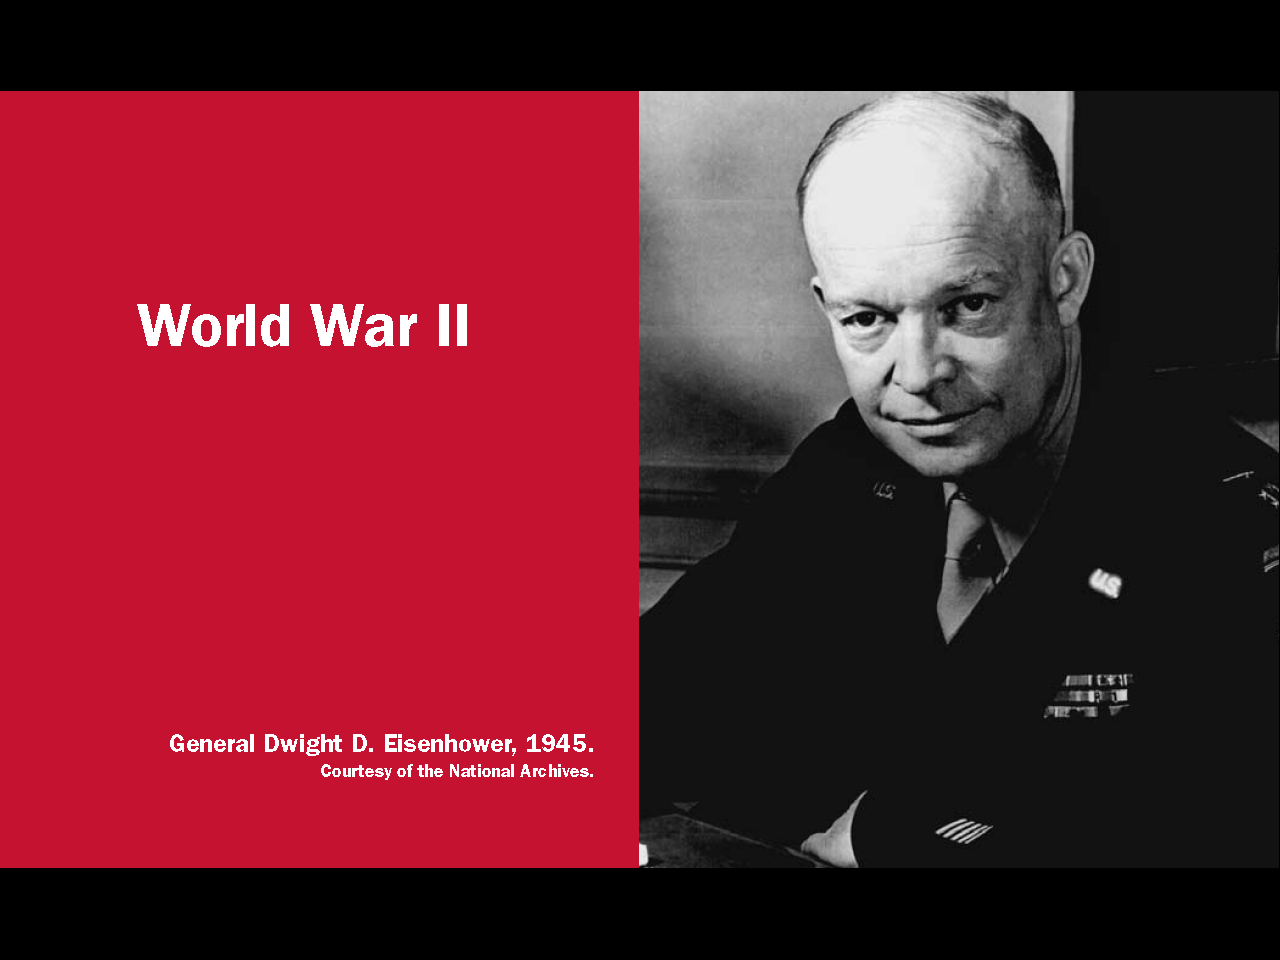 World War II
General Dwight D. Eisenhower, 1945.
Courtesy of the National Archives.
U.S.
U.S.